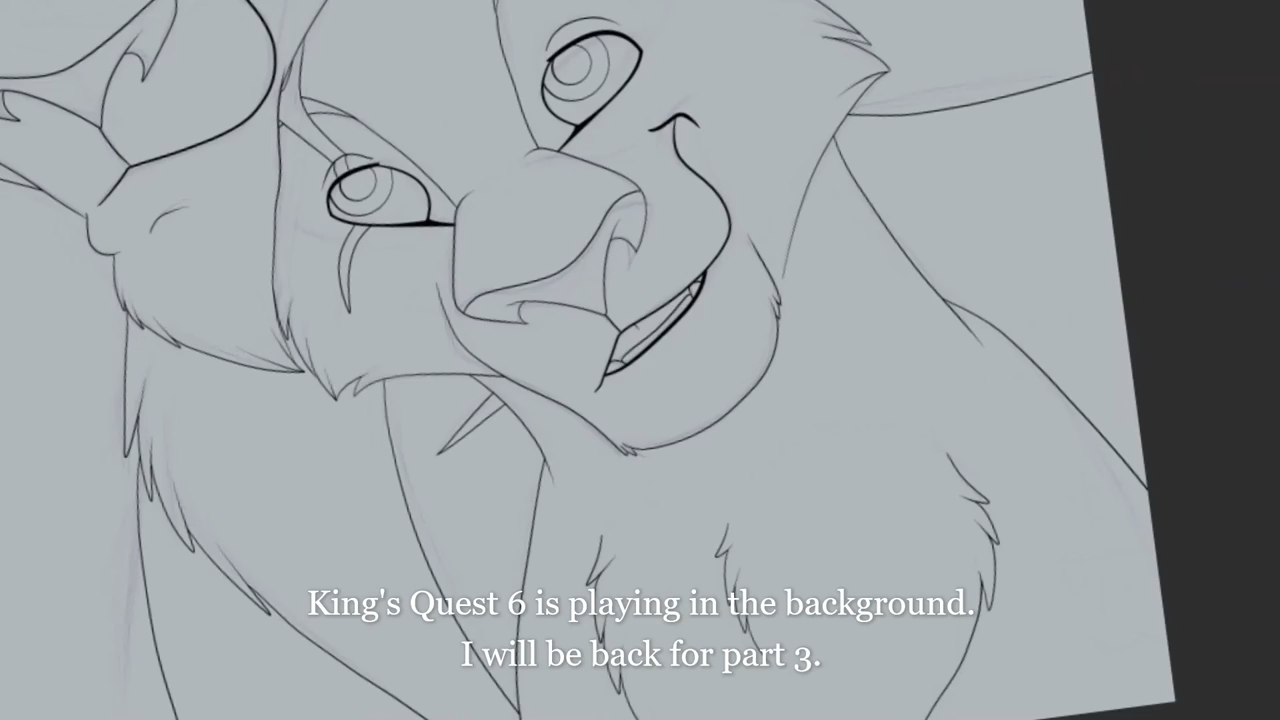 King's Quest 6 is playing in the background.
I will be back for part 3.